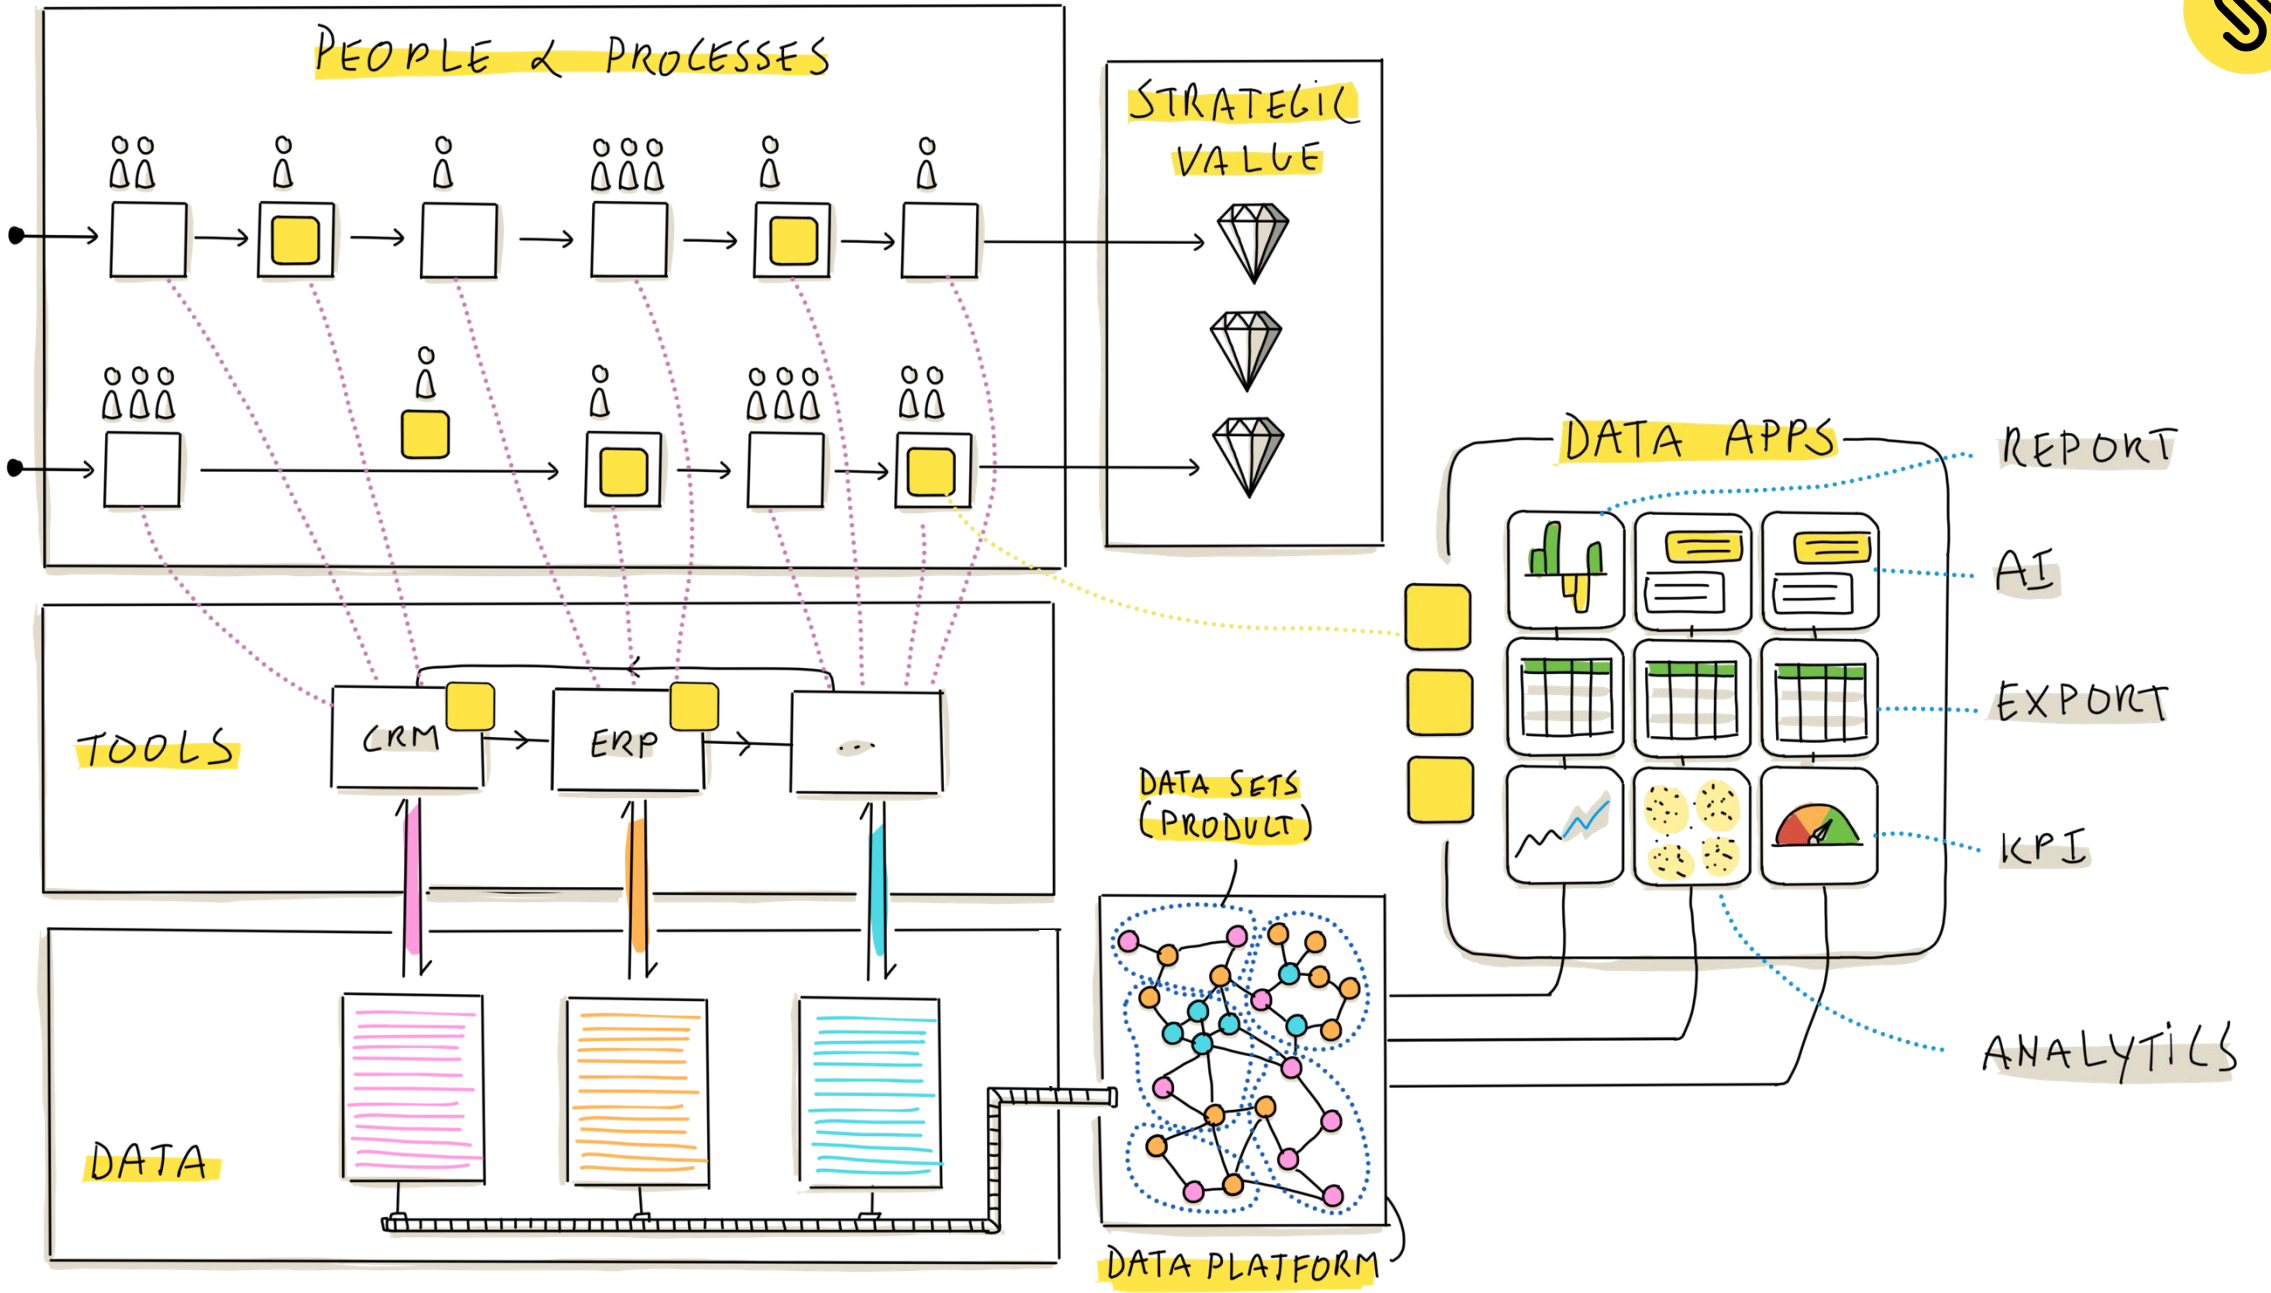 PEOPLE & PROCESSES
STRATEGIC
VALUE
DATA APPS
REPORT
AI
EXPORT
KPI
ANALYTICS
TOOLS
CRM
ERP
...
DATA SETS
(PRODUCT)
DATA
DATA PLATFORM